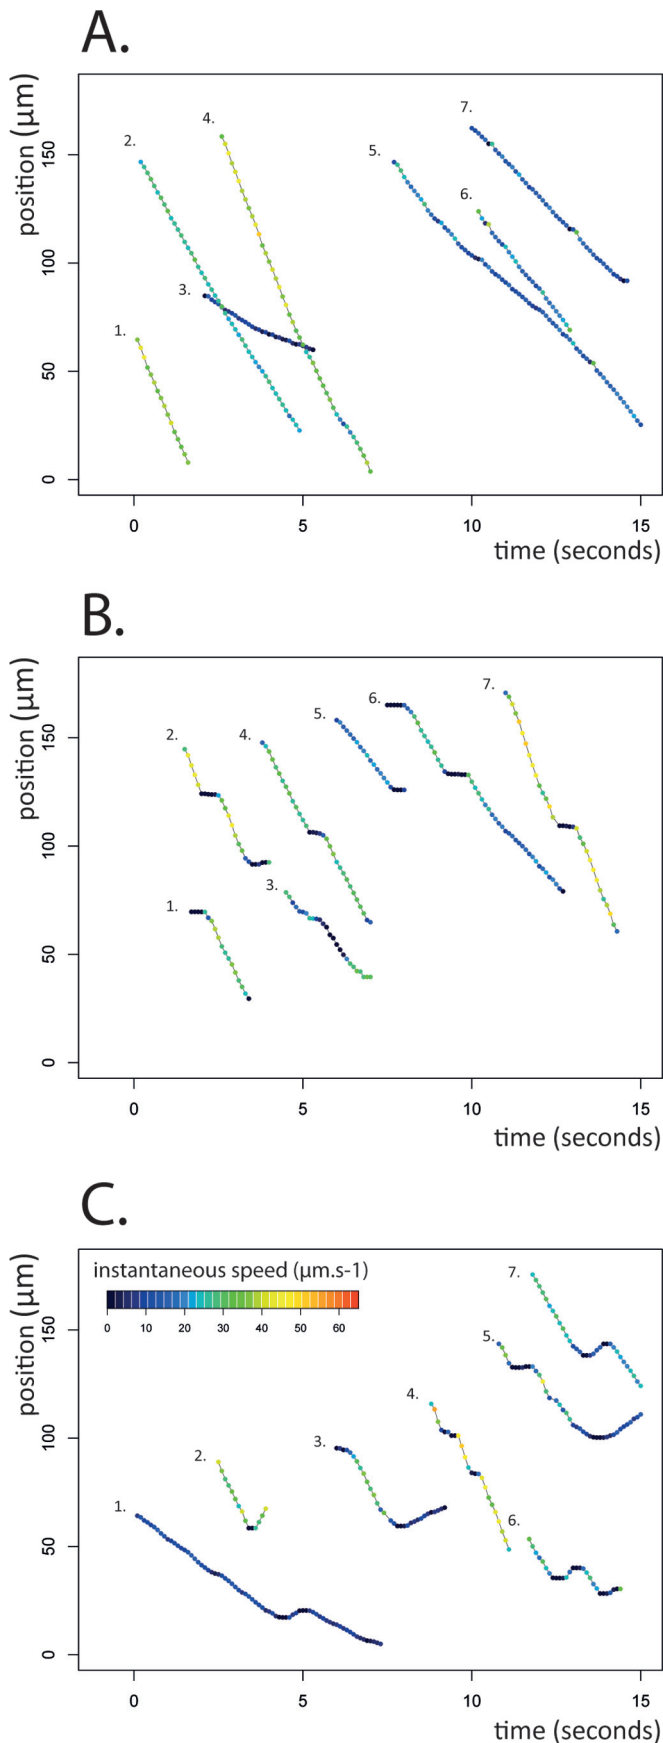 A.
position (µm)
150
100
50
0
1.
2.
3.
4.
5.
6.
7.
0 5 10 15
time (seconds)
B.
position (µm)
150
100
50
0
1.
2.
3.
4.
5.
6.
7.
0 5 10 15
time (seconds)
C.
position (µm)
instantaneous speed (µm.s-1)
0 10 20 30 40 50 60
150
100
50
0
1.
2.
3.
4.
5.
6.
7.
0 5 10 15
time (seconds)